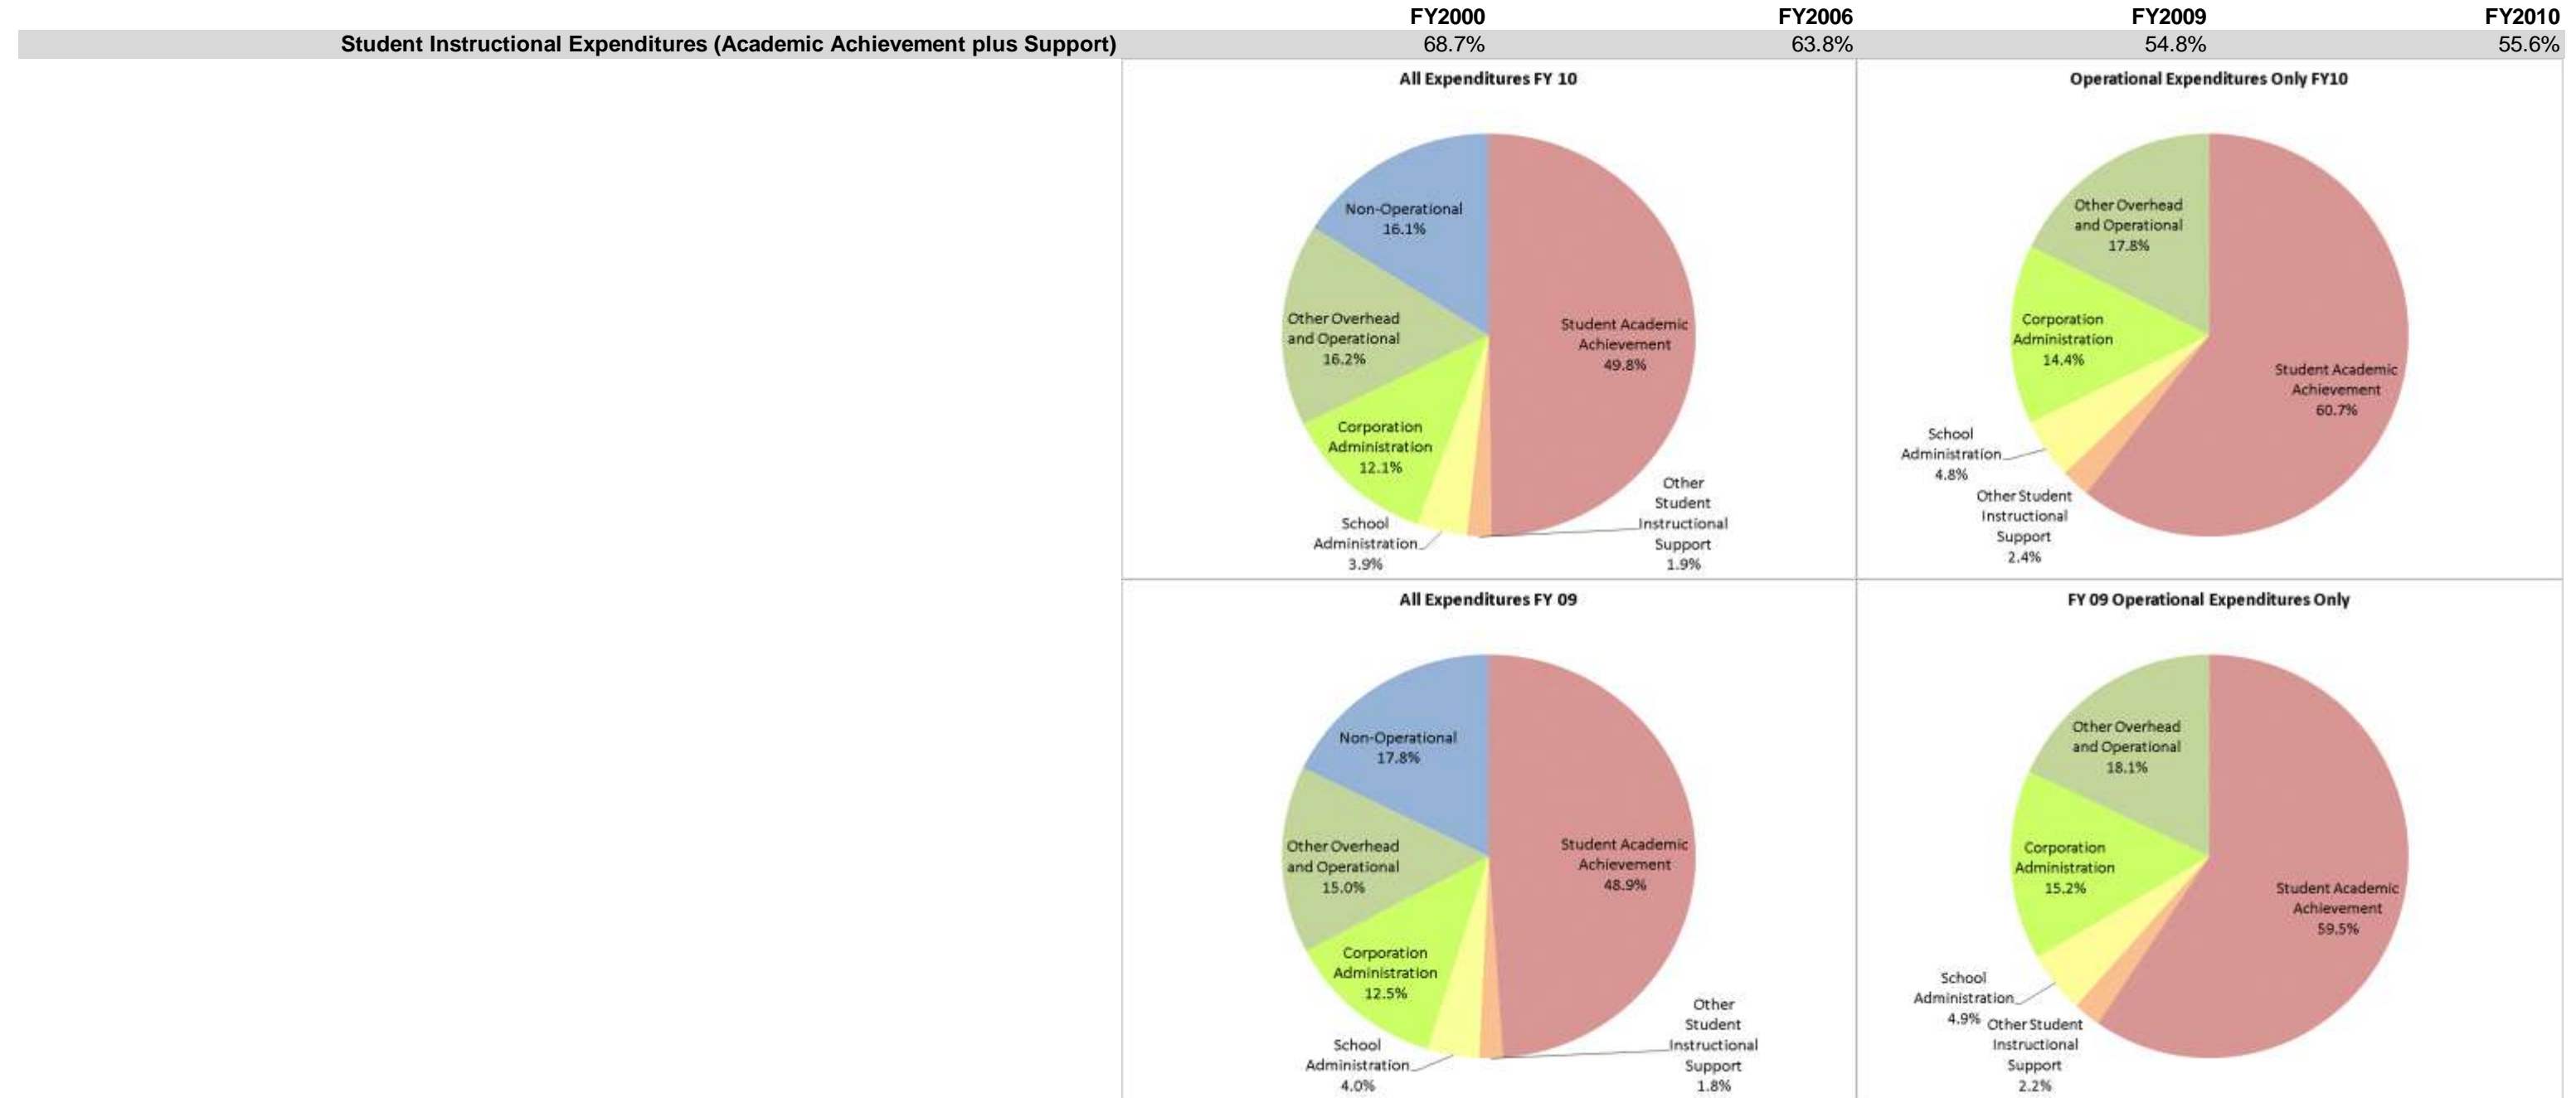 FY2000 FY2006 FY2009 FY2010
Student Instructional Expenditures (Academic Achievement plus Support) 68.7% 63.8% 54.8% 55.6%
All Expenditures FY 10
Non-Operational
16.1%
Other Overhead
and Operational
16.2%
Corporation
Administration
12.1%
School
Administration
3.9%
Student Academic
Achievement
49.8%
Other
Student
Instructional
Support
1.9%
Operational Expenditures Only FY10
Other Overhead
and Operational
17.8%
Corporation
Administration
14.4%
School
Administration
4.8%
Other Student
Instructional
Support
2.4%
Student Academic
Achievement
60.7%
All Expenditures FY 09
Non-Operational
17.8%
Other Overhead
and Operational
15.0%
Corporation
Administration
12.5%
School
Administration
4.0%
Student Academic
Achievement
48.9%
Other
Student
Instructional
Support
1.8%
FY 09 Operational Expenditures Only
Other Overhead
and Operational
18.1%
Corporation
Administration
15.2%
School
Administration
4.9%
Other Student
Instructional
Support
2.2%
Student Academic
Achievement
59.5%